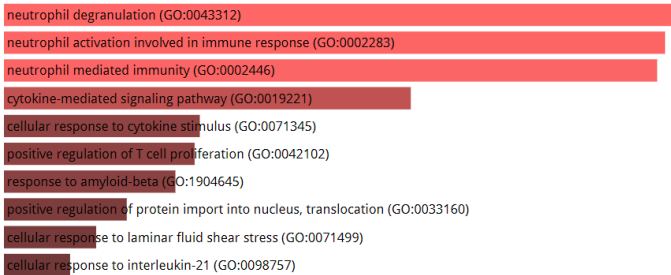 neutrophil degranulation (GO:0043312)
neutrophil activation involved in immune response (GO:0002283)
neutrophil mediated immunity (GO:0002446)
cytokine-mediated signaling pathway (GO:0019221)
cellular response to cytokine stimulus (GO:0071345)
positive regulation of T cell proliferation (GO:0042102)
response to amyloid-beta (GO:1904645)
positive regulation of protein import into nucleus, translocation (GO:0033160)
cellular response to laminar fluid shear stress (GO:0071499)
cellular response to interleukin-21 (GO:0098757)